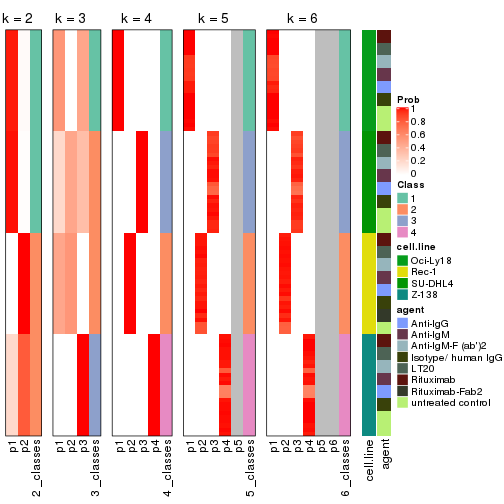 k = 2
k = 3
k = 4
k = 5
k = 6
p1
p2
2_classes
p1
p2
p3
3_classes
p1
p2
p3
p4
4_classes
p1
p2
p3
p4
p5
5_classes
p1
p2
p3
p4
p5
p6
6_classes
cell.line
agent
Prob
1
0.8
0.6
0.4
0.2
0
Class
1
2
3
4
cell.line
Oci-Ly18
Rec-1
SU-DHL4
Z-138
agent
Anti-IgG
Anti-IgM
Anti-IgM-F (ab')2
Isotype/ human IgG
LT20
Rituximab
Rituximab-Fab2
untreated control